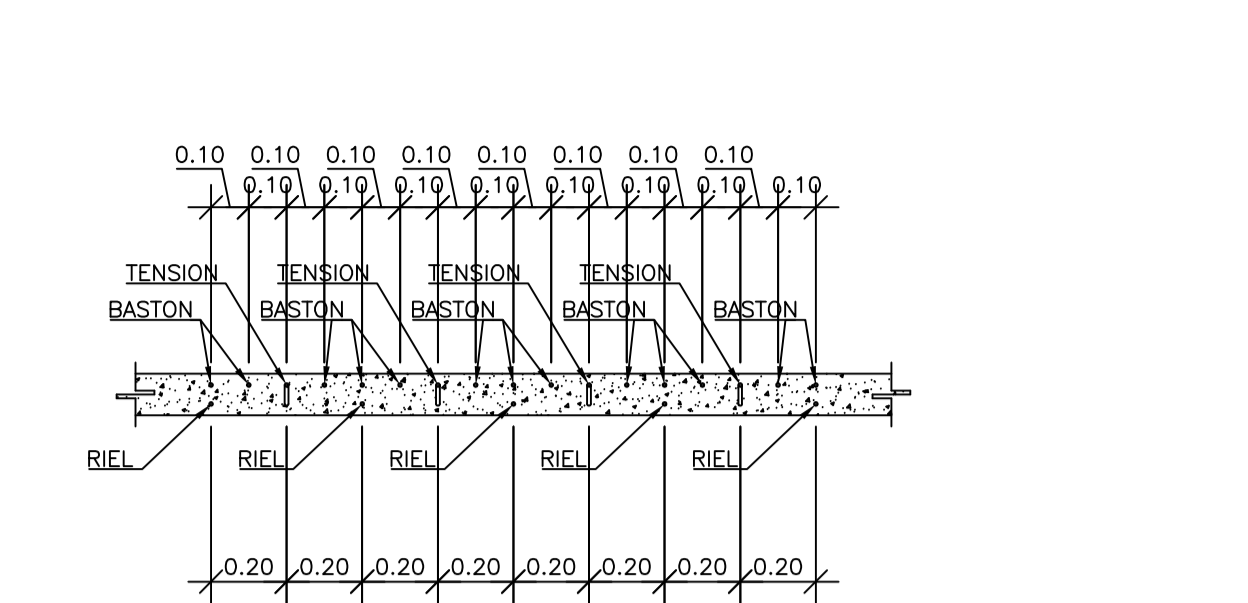 0.10 0.10 0.10 0.10 0.10 0.10 0.10 0.10
0.10 0.10 0.10 0.10 0.10 0.10 0.10 0.10
TENSION TENSION TENSION TENSION
BASTON BASTON BASTON BASTON BASTON
RIEL RIEL RIEL RIEL RIEL
0.20 0.20 0.20 0.20 0.20 0.20 0.20 0.20